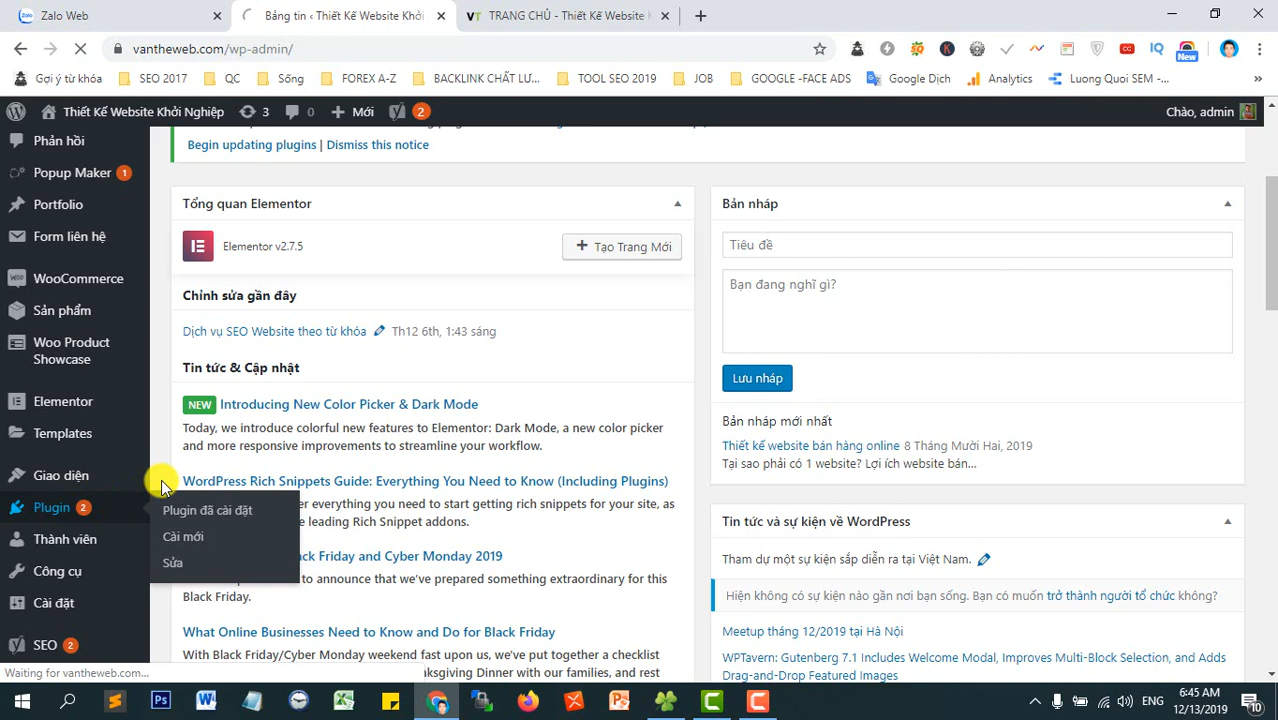 Zalo Web
Bảng tin ‹ Thiết Kế Website Khởi
TRANG CHỦ - Thiết Kế Website K
vantheweb.com/wp-admin/
New
Gợi ý từ khóa
SEO 2017
QC
Sống
FOREX A-Z
BACKLINK CHẤT LƯ...
TOOL SEO 2019
JOB
GOOGLE -FACE ADS
Google Dịch
Analytics
Luong Quoi SEM -...
Thiết Kế Website Khởi Nghiệp
3
0
Mới
2
Chào, admin
Phản hồi
Popup Maker 1
Portfolio
Form liên hệ
WooCommerce
Sản phẩm
Woo Product
Showcase
Elementor
Templates
Giao diện
Plugin 2
Thành viên
Công cụ
Cài đặt
SEO 2
Plugin đã cài đặt
Cài mới
Sửa
Begin updating plugins | Dismiss this notice
Tổng quan Elementor
Elementor v2.7.5
Tạo Trang Mới
Chỉnh sửa gần đây
Dịch vụ SEO Website theo từ khóa Th12 6th, 1:43 sáng
Tin tức & Cập nhật
NEW Introducing New Color Picker & Dark Mode
Today, we introduce colorful new features to Elementor: Dark Mode, a new color picker
and more responsive improvements to streamline your workflow.
WordPress Rich Snippets Guide: Everything You Need to Know (Including Plugins)
er everything you need to start getting rich snippets for your site,
e leading Rich Snippet addons.
ck Friday and Cyber Monday 2019
to announce that we've prepared something extraordinary for this
Black Friday.
What Online Businesses Need to Know and Do for Black Friday
With Black Friday/Cyber Monday weekend fast upon us, we've put together a checklist
nksgiving Dinner with our families, and rest
Bản nháp
Tiêu đề
Bạn đang nghĩ gì?
Lưu nháp
Bản nháp mới nhất
Thiết kế website bán hàng online 8 Tháng Mười Hai, 2019
Tại sao phải có 1 website? Lợi ích website bán...
Tin tức và sự kiện về WordPress
Tham dự một sự kiện sắp diễn ra tại Việt Nam.
Hiện không có sự kiện nào gần nơi bạn sống. Bạn có muốn trở thành người tổ chức không?
Meetup tháng 12/2019 tại Hà Nội
WPTavern: Gutenberg 7.1 Includes Welcome Modal, Improves Multi-Block Selection, and Adds
Drag-and-Drop Featured Images
Waiting for vantheweb.com...
ENG
6:45 AM
12/13/2019
10